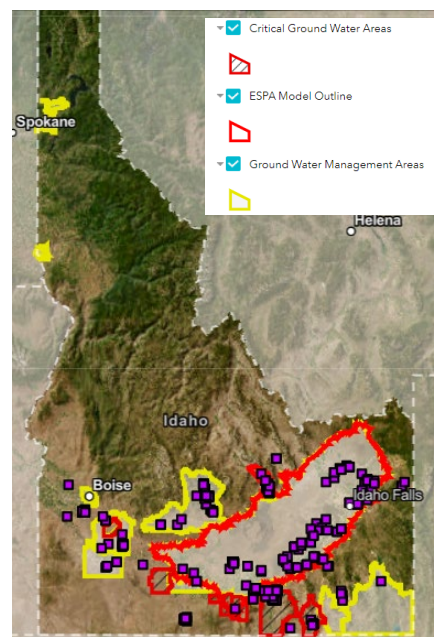 Critical Ground Water Areas
ESPA Model Outline
Ground Water Management Areas
Spokane
Helena
Idaho
Boise
Idaho Falls